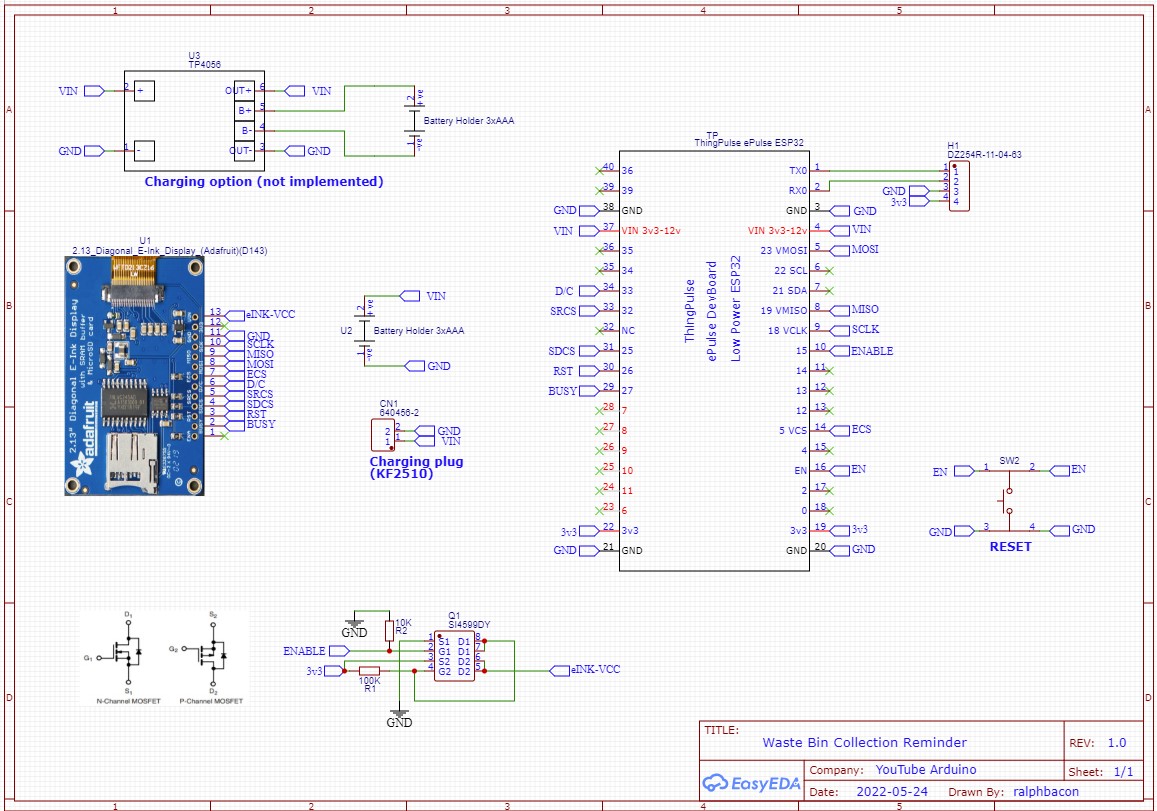 1 2 3 4 5
A
B
C
D
U3
TP4056
VIN 2 + OUT+ 6 VIN
B+ 5
B- 4
GND 1 - OUT- 3 GND
2 +ve
Battery Holder 3xAAA
1 -ve
Charging option (not implemented)
U1
2.13_Diagonal_E-Ink_Display_(Adafruit)(D143)
2.13" Diagonal E-Ink Display
with SRAM buffer
& MicroSD card
adafruit
13 eINK-VCC
12
11 GND
10 SCLK
9 MISO
8 MOSI
7 ECS
6 D/C
5 SRCS
4 SDCS
3 RST
2 BUSY
1
VIN
2 +ve
U2 Battery Holder 3xAAA
1 -ve
GND
CN1
640456-2
2 2 GND
1 1 VIN
Charging plug
(KF2510)
TP
ThingPulse ePulse ESP32
ThingPulse
ePulse DevBoard
Low Power ESP32
40 36 TX0 1
39 39 RX0 2
GND 38 GND GND 3 GND
VIN 37 VIN 3v3-12v VIN 3v3-12v 4 VIN
36 35 23 VMOSI 5 MOSI
35 34 22 SCL 6
D/C 34 33 21 SDA 7
SRCS 33 32 19 VMISO 8 MISO
32 NC 18 VCLK 9 SCLK
SDCS 31 25 15 10 ENABLE
RST 30 26 14 11
BUSY 29 27 13 12
28 7 12 13
27 8 5 VCS 14 ECS
26 9 4 15
25 10 EN 16 EN
24 11 2 17
23 6 0 18
3v3 22 3v3 3v3 19 3v3
GND 21 GND GND 20 GND
H1
DZ254R-11-04-63
1 1
2 2
GND 3 3
3v3 4 4
SW2
EN 1 2 EN
GND 3 4 GND
RESET
D1
G1
S1
N-Channel MOSFET
S2
G2
D2
P-Channel MOSFET
GND
10K
R2
Q1
SI4599DY
ENABLE
3v3
100K
R1
1 S1 D1 8
2 G1 D1 7
3 S2 D2 6
4 G2 D2 5
eINK-VCC
GND
TITLE:
Waste Bin Collection Reminder
REV: 1.0
EasyEDA
Company: YouTube Arduino
Sheet: 1/1
Date: 2022-05-24 Drawn By: ralphbacon
A
B
C
D
1 2 3 4 5